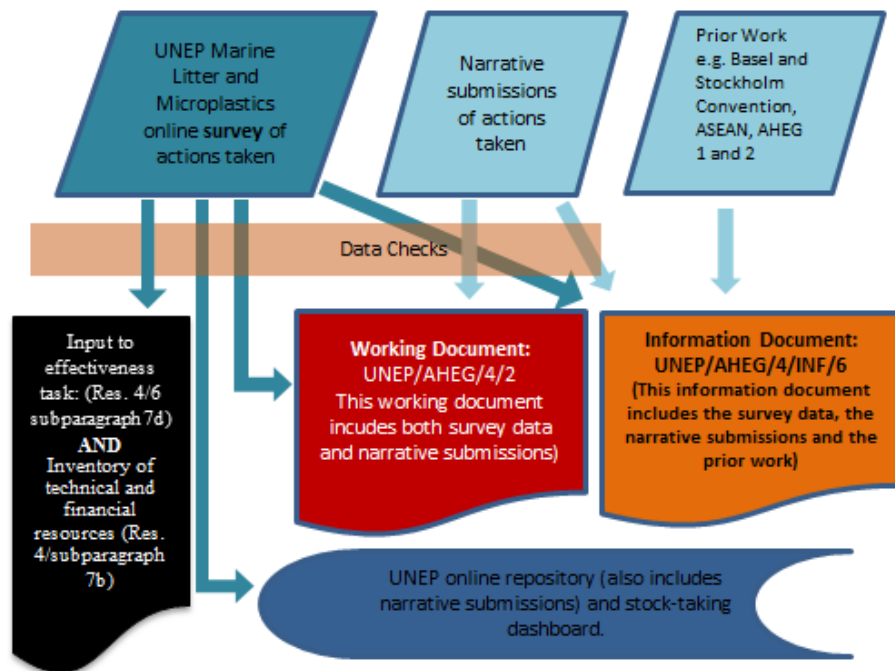 UNEP Marine
Litter and
Microplastics
online survey of
actions taken
Narrative
submissions
of actions
taken
Prior Work
e.g. Basel and
Stockholm
Convention,
ASEAN, AHEG
1 and 2
Data Checks
Input to
effectiveness
task: (Res. 4/6
subparagraph 7d)
AND
Inventory of
technical and
financial
resources (Res.
4/subparagraph
7b)
Working Document:
UNEP/AHEG/4/2
This working document
incudes both survey data
and narrative submissions)
Information Document:
UNEP/AHEG/4/INF/6
(This information document
includes the survey data, the
narrative submissions and the
prior work)
UNEP online repository (also includes
narrative submissions) and stock-taking
dashboard.